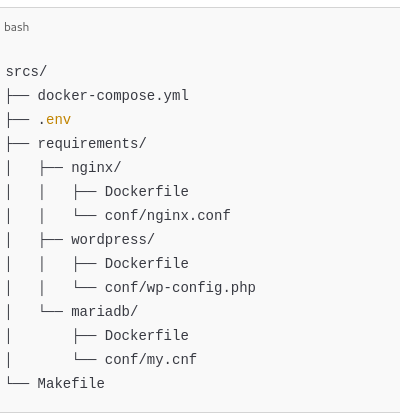 bash
srcs/
├── docker-compose.yml
├── .env
├── requirements/
│   ├── nginx/
│   │   ├── Dockerfile
│   │   └── conf/nginx.conf
│   ├── wordpress/
│   │   ├── Dockerfile
│   │   └── conf/wp-config.php
│   └── mariadb/
│       ├── Dockerfile
│       └── conf/my.cnf
└── Makefile